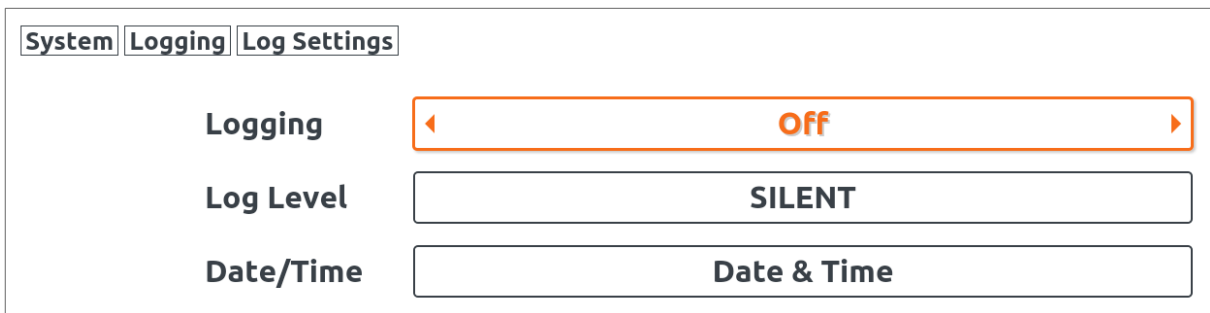 System Logging Log Settings
Logging Off
Log Level SILENT
Date/Time Date & Time